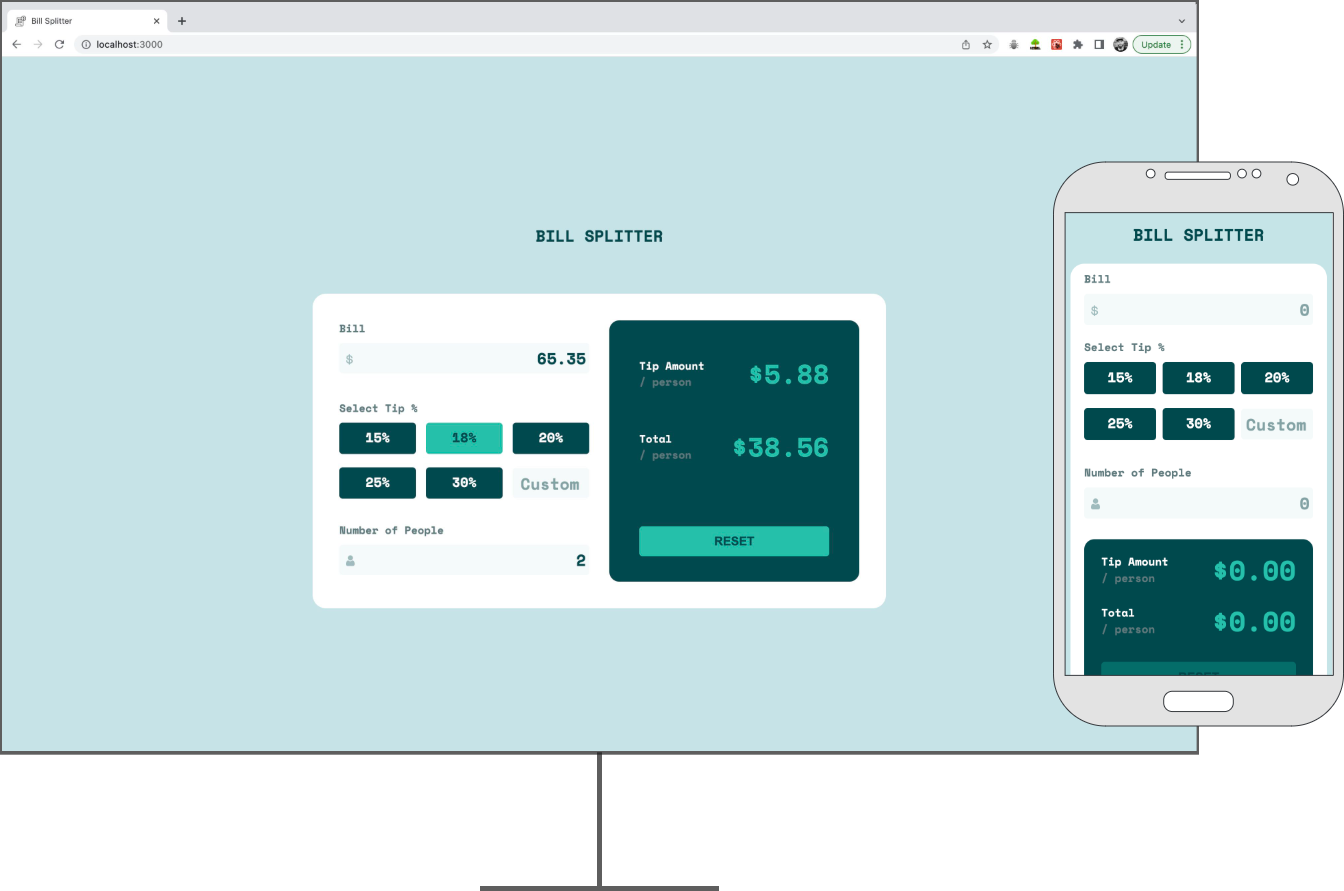 Bill Splitter
localhost:3000
Update
BILL SPLITTER
Bill
$ 65.35
Select Tip %
15% 18% 20%
25% 30% Custom
Number of People
2
Tip Amount
/ person
$5.88
Total
/ person
$38.56
RESET
BILL SPLITTER
Bill
$ 0
Select Tip %
15% 18% 20%
25% 30% Custom
Number of People
0
Tip Amount
/ person
$0.00
Total
/ person
$0.00
RESET